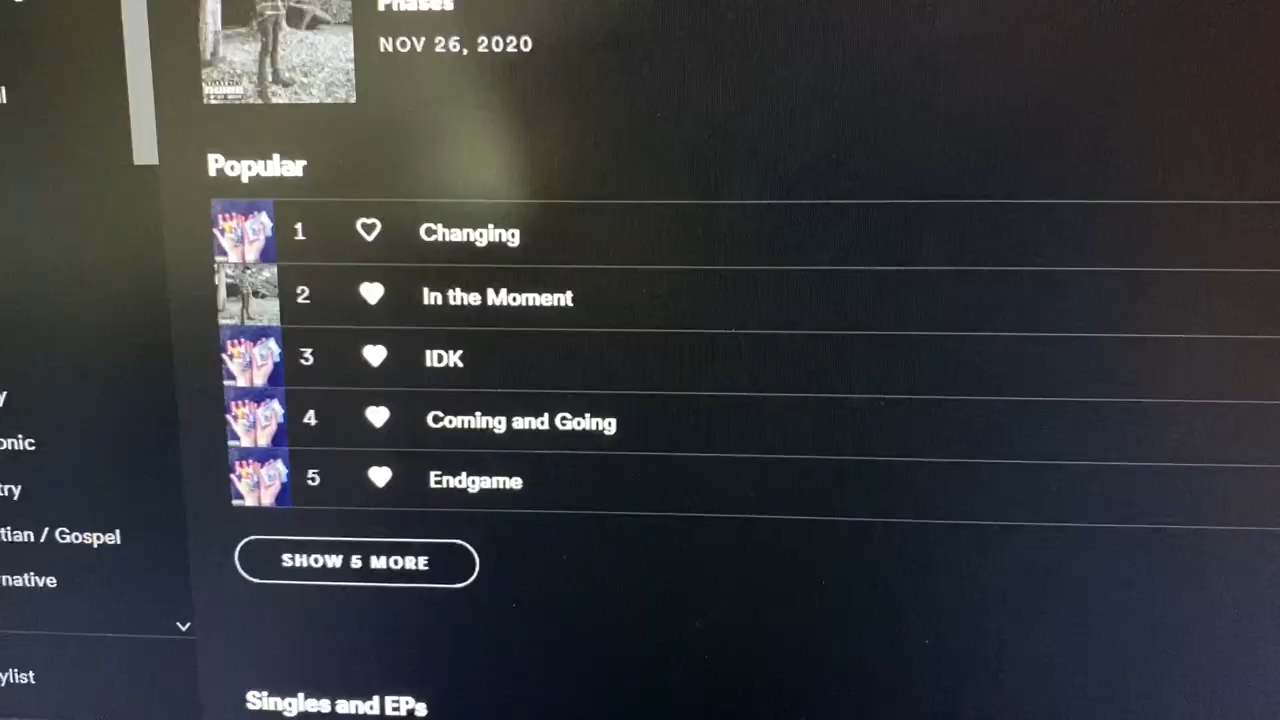 Phases
NOV 26, 2020
Popular
1 Changing
2 In the Moment
3 IDK
4 Coming and Going
5 Endgame
SHOW 5 MORE
Singles and EPs
onic
try
tian / Gospel
rnative
ylist